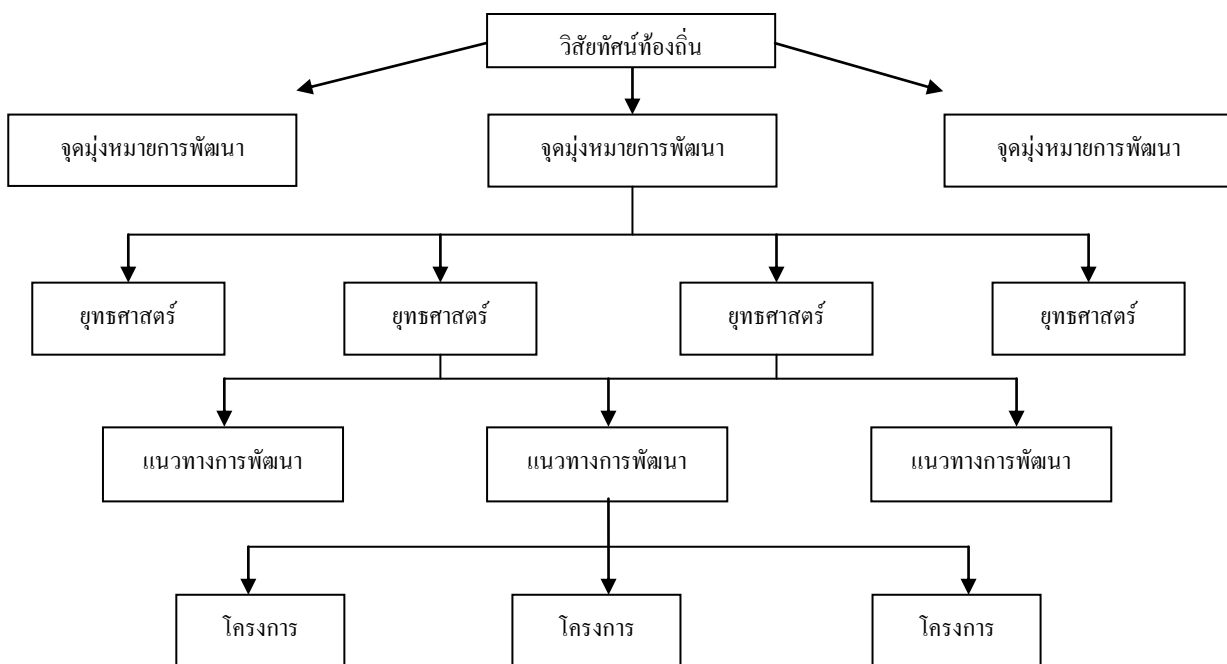 วิสัยทัศน์ท้องถิ่น
จุดมุ่งหมายการพัฒนา
จุดมุ่งหมายการพัฒนา
จุดมุ่งหมายการพัฒนา
ยุทธศาสตร์
ยุทธศาสตร์
ยุทธศาสตร์
ยุทธศาสตร์
แนวทางการพัฒนา
แนวทางการพัฒนา
แนวทางการพัฒนา
โครงการ
โครงการ
โครงการ